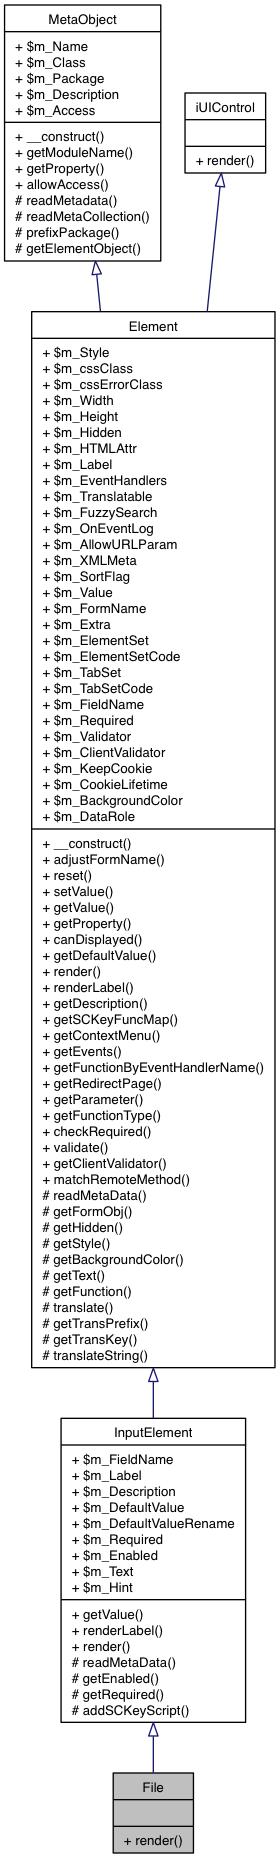 MetaObject
+ $m_Name
+ $m_Class
+ $m_Package
+ $m_Description
+ $m_Access
+ __construct()
+ getModuleName()
+ getProperty()
+ allowAccess()
# readMetadata()
# readMetaCollection()
# prefixPackage()
# getElementObject()
iUIControl
+ render()
Element
+ $m_Style
+ $m_cssClass
+ $m_cssErrorClass
+ $m_Width
+ $m_Height
+ $m_Hidden
+ $m_HTMLAttr
+ $m_Label
+ $m_EventHandlers
+ $m_Translatable
+ $m_FuzzySearch
+ $m_OnEventLog
+ $m_AllowURLParam
+ $m_XMLMeta
+ $m_SortFlag
+ $m_Value
+ $m_FormName
+ $m_Extra
+ $m_ElementSet
+ $m_ElementSetCode
+ $m_TabSet
+ $m_TabSetCode
+ $m_FieldName
+ $m_Required
+ $m_Validator
+ $m_ClientValidator
+ $m_KeepCookie
+ $m_CookieLifetime
+ $m_BackgroundColor
+ $m_DataRole
+ __construct()
+ adjustFormName()
+ reset()
+ setValue()
+ getValue()
+ getProperty()
+ canDisplayed()
+ getDefaultValue()
+ render()
+ renderLabel()
+ getDescription()
+ getSCKeyFuncMap()
+ getContextMenu()
+ getEvents()
+ getFunctionByEventHandlerName()
+ getRedirectPage()
+ getParameter()
+ getFunctionType()
+ checkRequired()
+ validate()
+ getClientValidator()
+ matchRemoteMethod()
# readMetaData()
# getFormObj()
# getHidden()
# getStyle()
# getBackgroundColor()
# getText()
# getFunction()
# translate()
# getTransPrefix()
# getTransKey()
# translateString()
InputElement
+ $m_FieldName
+ $m_Label
+ $m_Description
+ $m_DefaultValue
+ $m_DefaultValueRename
+ $m_Required
+ $m_Enabled
+ $m_Text
+ $m_Hint
+ getValue()
+ renderLabel()
+ render()
# readMetaData()
# getEnabled()
# getRequired()
# addSCKeyScript()
File
+ render()